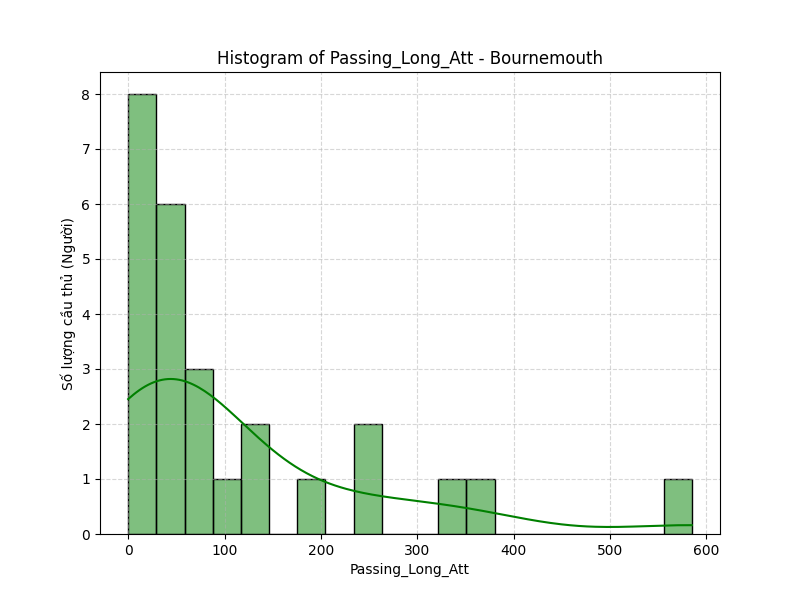 Histogram of Passing_Long_Att - Bournemouth
Số lượng cầu thủ (Người)
8
7
6
5
4
3
2
1
0
0 100 200 300 400 500 600
Passing_Long_Att